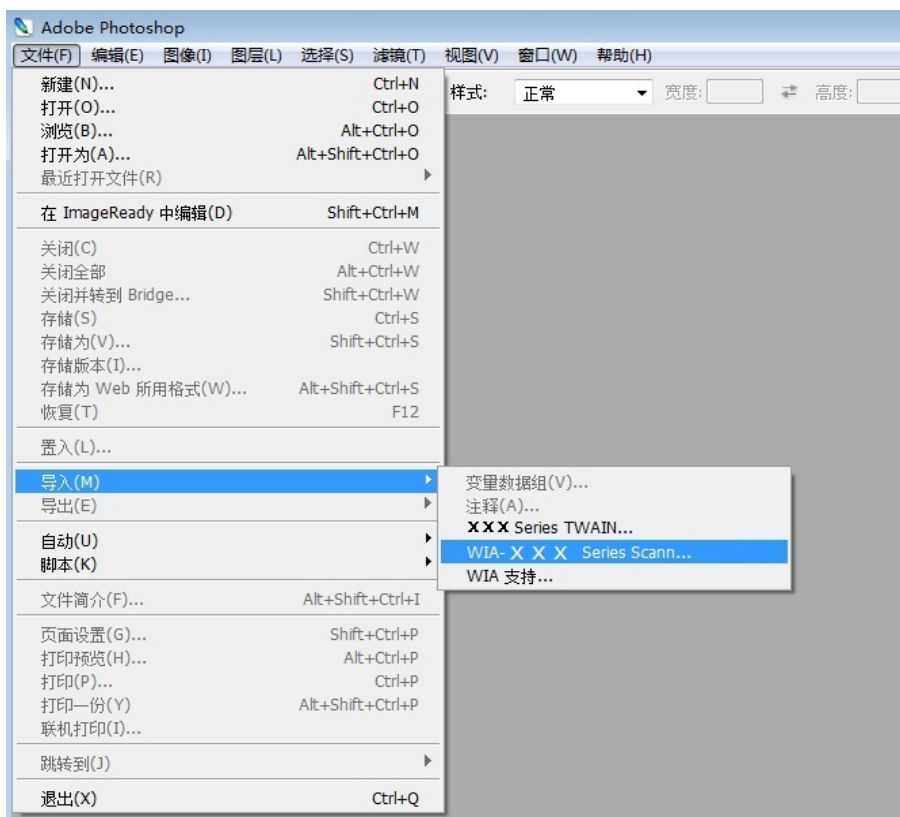 Adobe Photoshop
文件(F) 编辑(E) 图像(I) 图层(L) 选择(S) 滤镜(T) 视图(V) 窗口(W) 帮助(H)
样式: 正常 宽度: 高度:
新建(N)... Ctrl+N
打开(O)... Ctrl+O
浏览(B)... Alt+Ctrl+O
打开为(A)... Alt+Shift+Ctrl+O
最近打开文件(R)
在 ImageReady 中编辑(D) Shift+Ctrl+M
关闭(C) Ctrl+W
关闭全部 Alt+Ctrl+W
关闭并转到 Bridge... Shift+Ctrl+W
存储(S) Ctrl+S
存储为(V)... Shift+Ctrl+S
存储版本(I)...
存储为 Web 所用格式(W)... Alt+Shift+Ctrl+S
恢复(T) F12
置入(L)...
导入(M)
导出(E)
变量数据组(V)...
注释(A)...
XXX Series TWAIN...
WIA-XXX Series Scann...
WIA 支持...
自动(U)
脚本(K)
文件简介(F)... Alt+Shift+Ctrl+I
页面设置(G)... Shift+Ctrl+P
打印预览(H)... Alt+Ctrl+P
打印(P)... Ctrl+P
打印一份(Y) Alt+Shift+Ctrl+P
联机打印(I)...
跳转到(J)
退出(X) Ctrl+Q